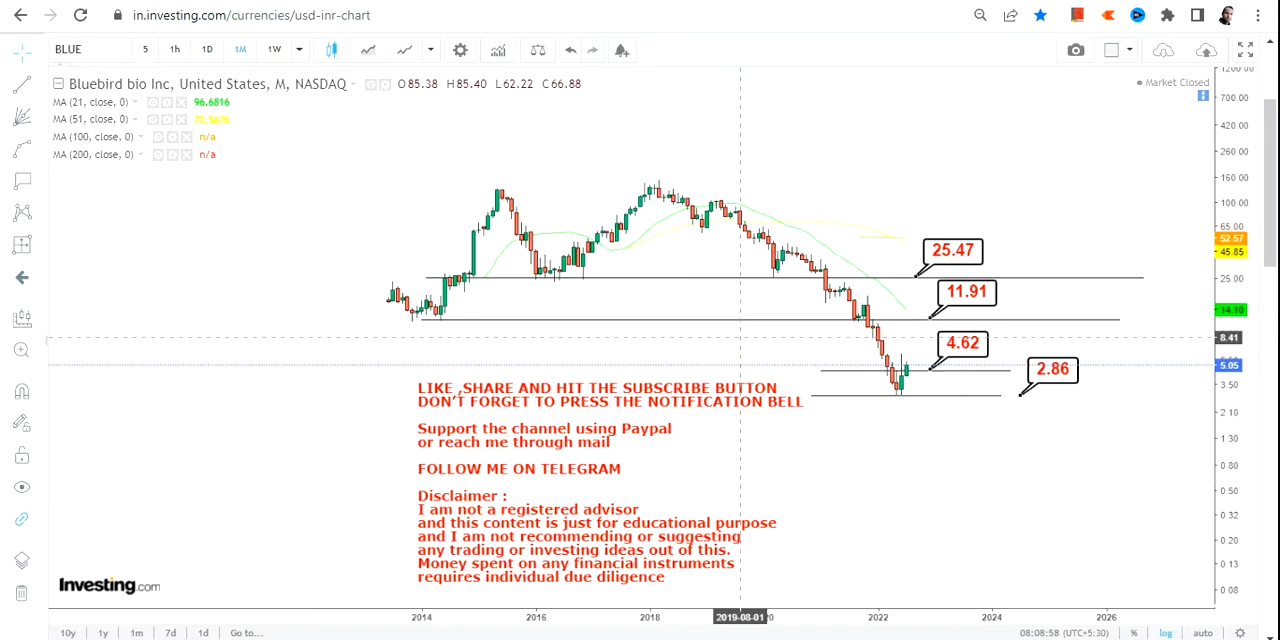 in.investing.com/currencies/usd-inr-chart
BLUE 5 1h 1D 1M 1W
Bluebird bio Inc, United States, M, NASDAQ O85.38 H85.40 L62.22 C66.88
Market Closed
MA (21, close, 0) 96.6816
MA (51, close, 0)
MA (100, close, 0) n/a
MA (200, close, 0) n/a
1200.00
700.00
420.00
260.00
160.00
100.00
65.00
52.57
45.85
25.00
14.10
8.41
5.05
3.50
2.10
1.30
0.80
0.50
0.32
0.20
0.13
0.08
25.47
11.91
4.62
2.86
LIKE ,SHARE AND HIT THE SUBSCRIBE BUTTON
DON'T FORGET TO PRESS THE NOTIFICATION BELL
Support the channel using Paypal
or reach me through mail
FOLLOW ME ON TELEGRAM
Disclaimer :
I am not a registered advisor
and this content is just for educational purpose
and I am not recommending or suggesting
any trading or investing ideas out of this.
Money spent on any financial instruments
requires individual due diligence
Investing.com
2014 2016 2018 2019-08-01 2022 2024 2026
10y 1y 1m 7d 1d Go to... 08:08:58 (UTC+5:30) % log auto